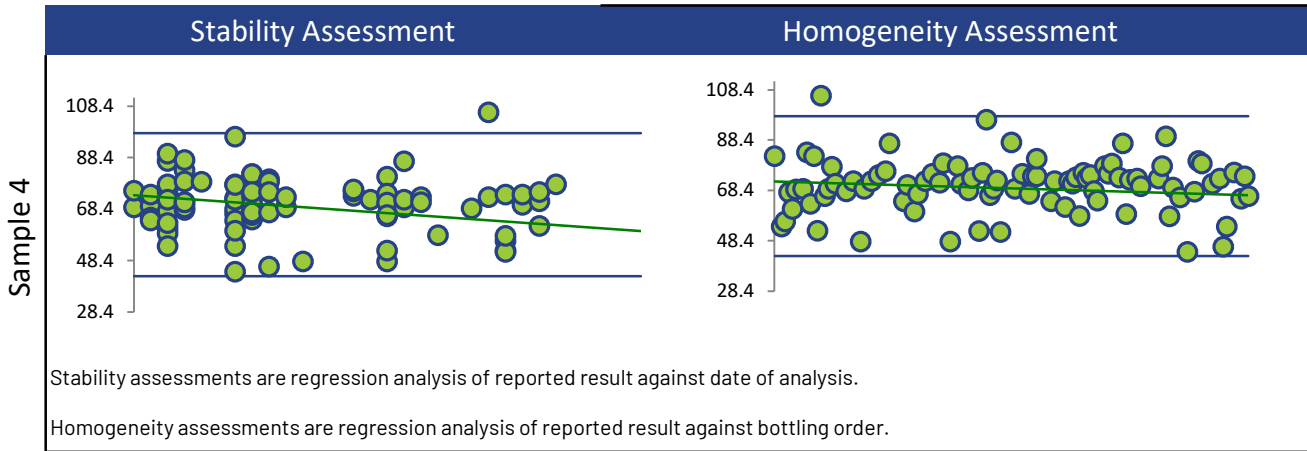 Stability Assessment
Homogeneity Assessment
Sample 4
108.4
88.4
68.4
48.4
28.4
108.4
88.4
68.4
48.4
28.4
Stability assessments are regression analysis of reported result against date of analysis.
Homogeneity assessments are regression analysis of reported result against bottling order.